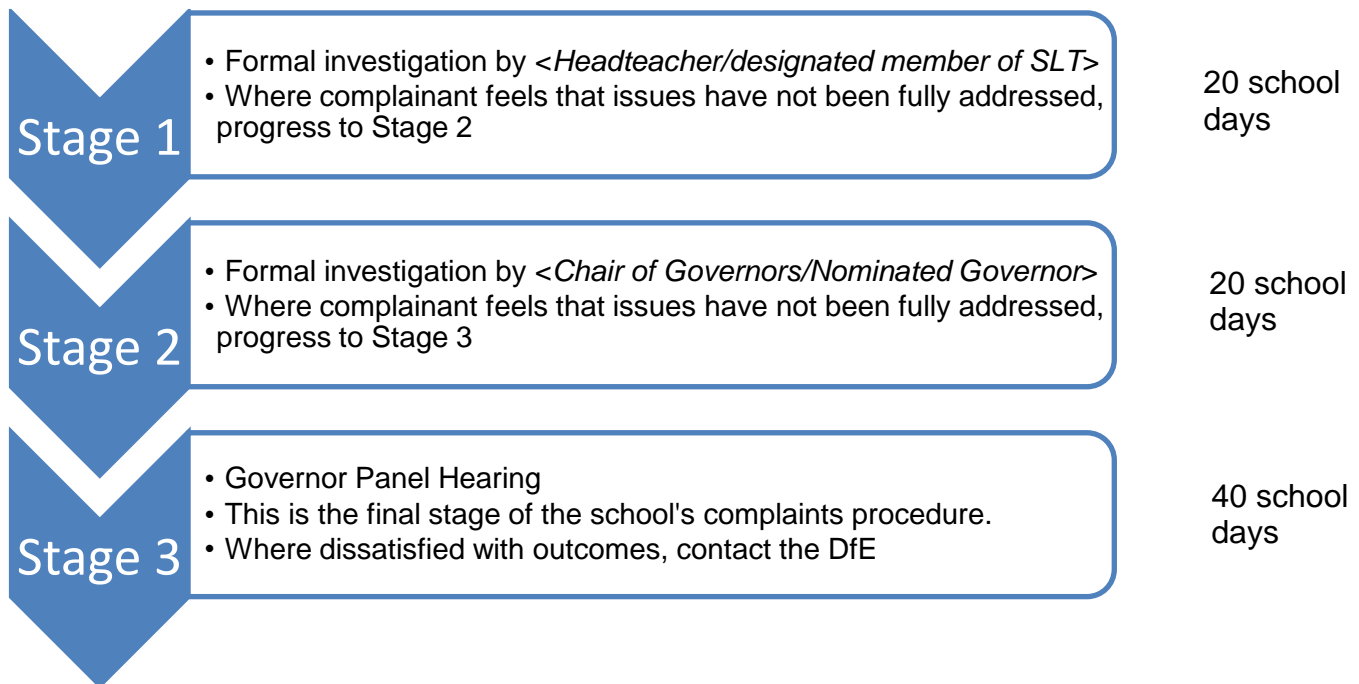 Stage 1
• Formal investigation by <Headteacher/designated member of SLT>
• Where complainant feels that issues have not been fully addressed,
progress to Stage 2
20 school
days
Stage 2
• Formal investigation by <Chair of Governors/Nominated Governor>
• Where complainant feels that issues have not been fully addressed,
progress to Stage 3
20 school
days
Stage 3
• Governor Panel Hearing
• This is the final stage of the school's complaints procedure.
• Where dissatisfied with outcomes, contact the DfE
40 school
days